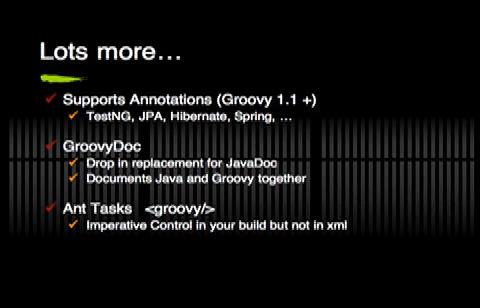 Lots more…
Supports Annotations (Groovy 1.1 +)
TestNG, JPA, Hibernate, Spring, …
GroovyDoc
Drop in replacement for JavaDoc
Documents Java and Groovy together
Ant Tasks <groovy/>
Imperative Control in your build but not in xml